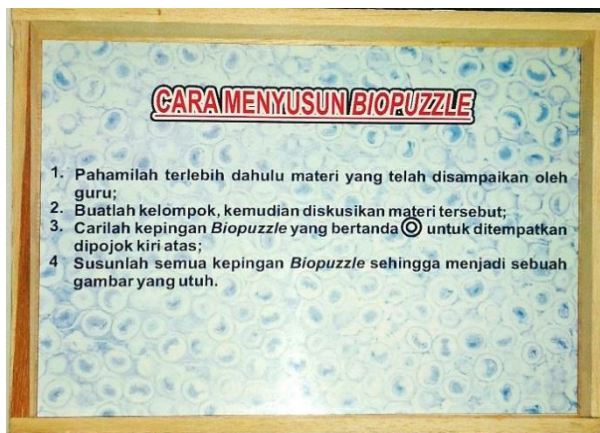 CARA MENYUSUN BIOPUZZLE
1. Pahamilah terlebih dahulu materi yang telah disampaikan oleh
guru;
2. Buatlah kelompok, kemudian diskusikan materi tersebut;
3. Carilah kepingan Biopuzzle yang bertanda ◎ untuk ditempatkan
dipojok kiri atas;
4 Susunlah semua kepingan Biopuzzle sehingga menjadi sebuah
gambar yang utuh.